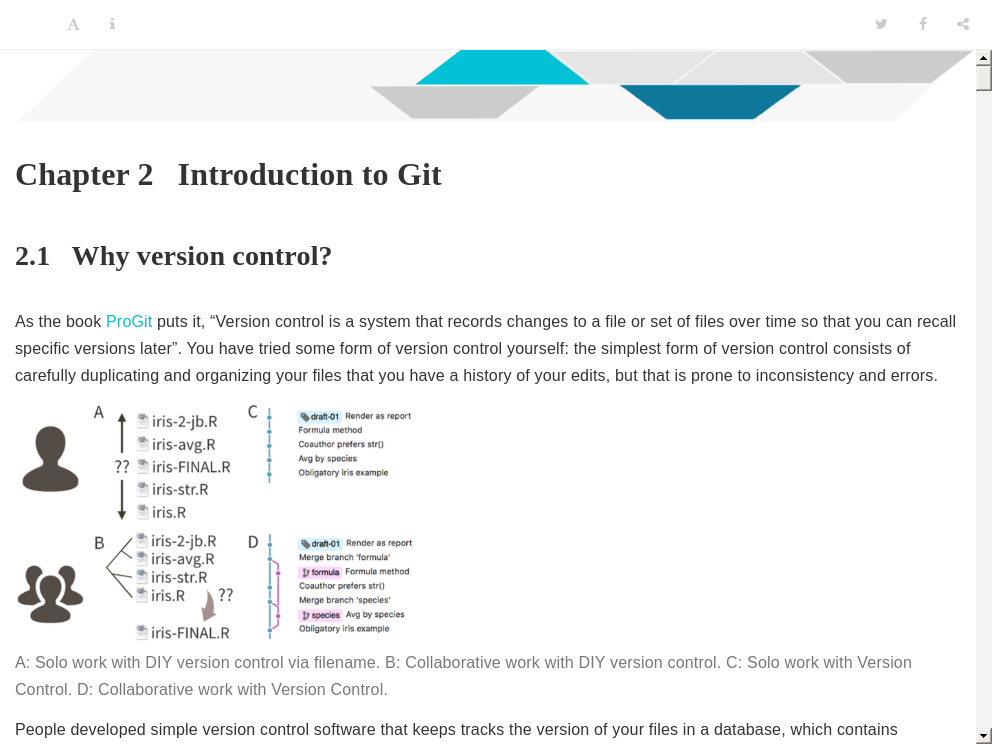 Chapter 2 Introduction to Git
2.1 Why version control?
As the book ProGit puts it, “Version control is a system that records changes to a file or set of files over time so that you can recall
specific versions later”. You have tried some form of version control yourself: the simplest form of version control consists of
carefully duplicating and organizing your files that you have a history of your edits, but that is prone to inconsistency and errors.
A
iris-2-jb.R
iris-avg.R
?? iris-FINAL.R
iris-str.R
iris.R
C
draft-01 Render as report
Formula method
Coauthor prefers str()
Avg by species
Obligatory iris example
B
iris-2-jb.R
iris-avg.R
iris-str.R
iris.R ??
iris-FINAL.R
D
draft-01 Render as report
Merge branch 'formula'
formula Formula method
Coauthor prefers str()
Merge branch 'species'
species Avg by species
Obligatory iris example
A: Solo work with DIY version control via filename. B: Collaborative work with DIY version control. C: Solo work with Version
Control. D: Collaborative work with Version Control.
People developed simple version control software that keeps tracks the version of your files in a database, which contains